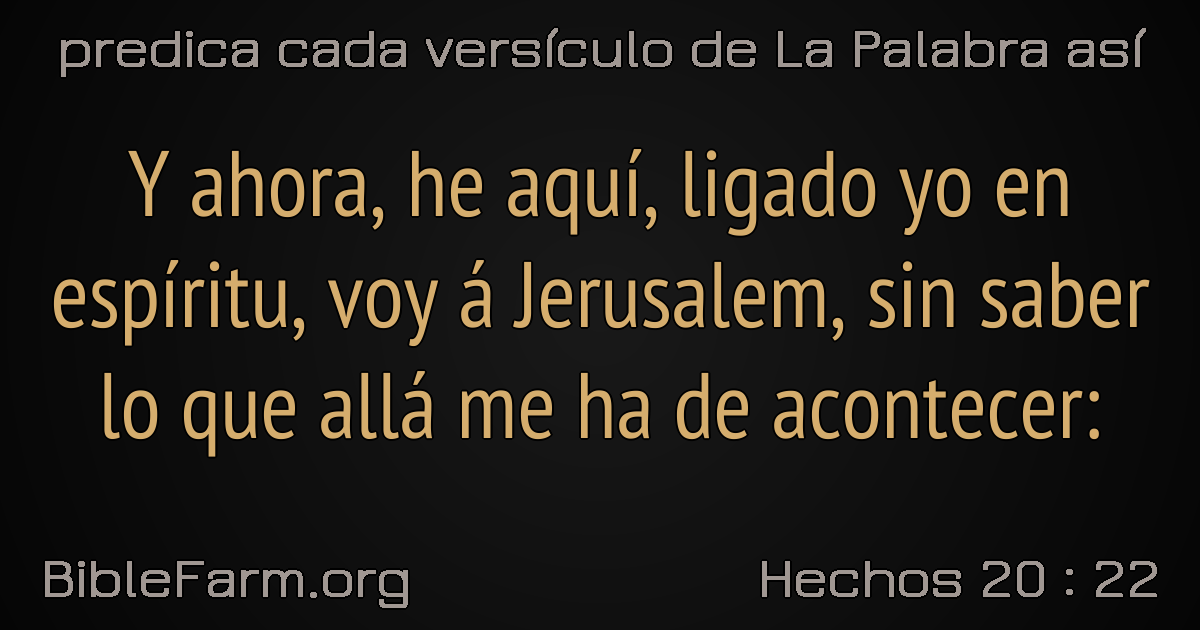 predica cada versículo de La Palabra así
Y ahora, he aquí, ligado yo en
espíritu, voy á Jerusalem, sin saber
lo que allá me ha de acontecer:
BibleFarm.org
Hechos 20 : 22